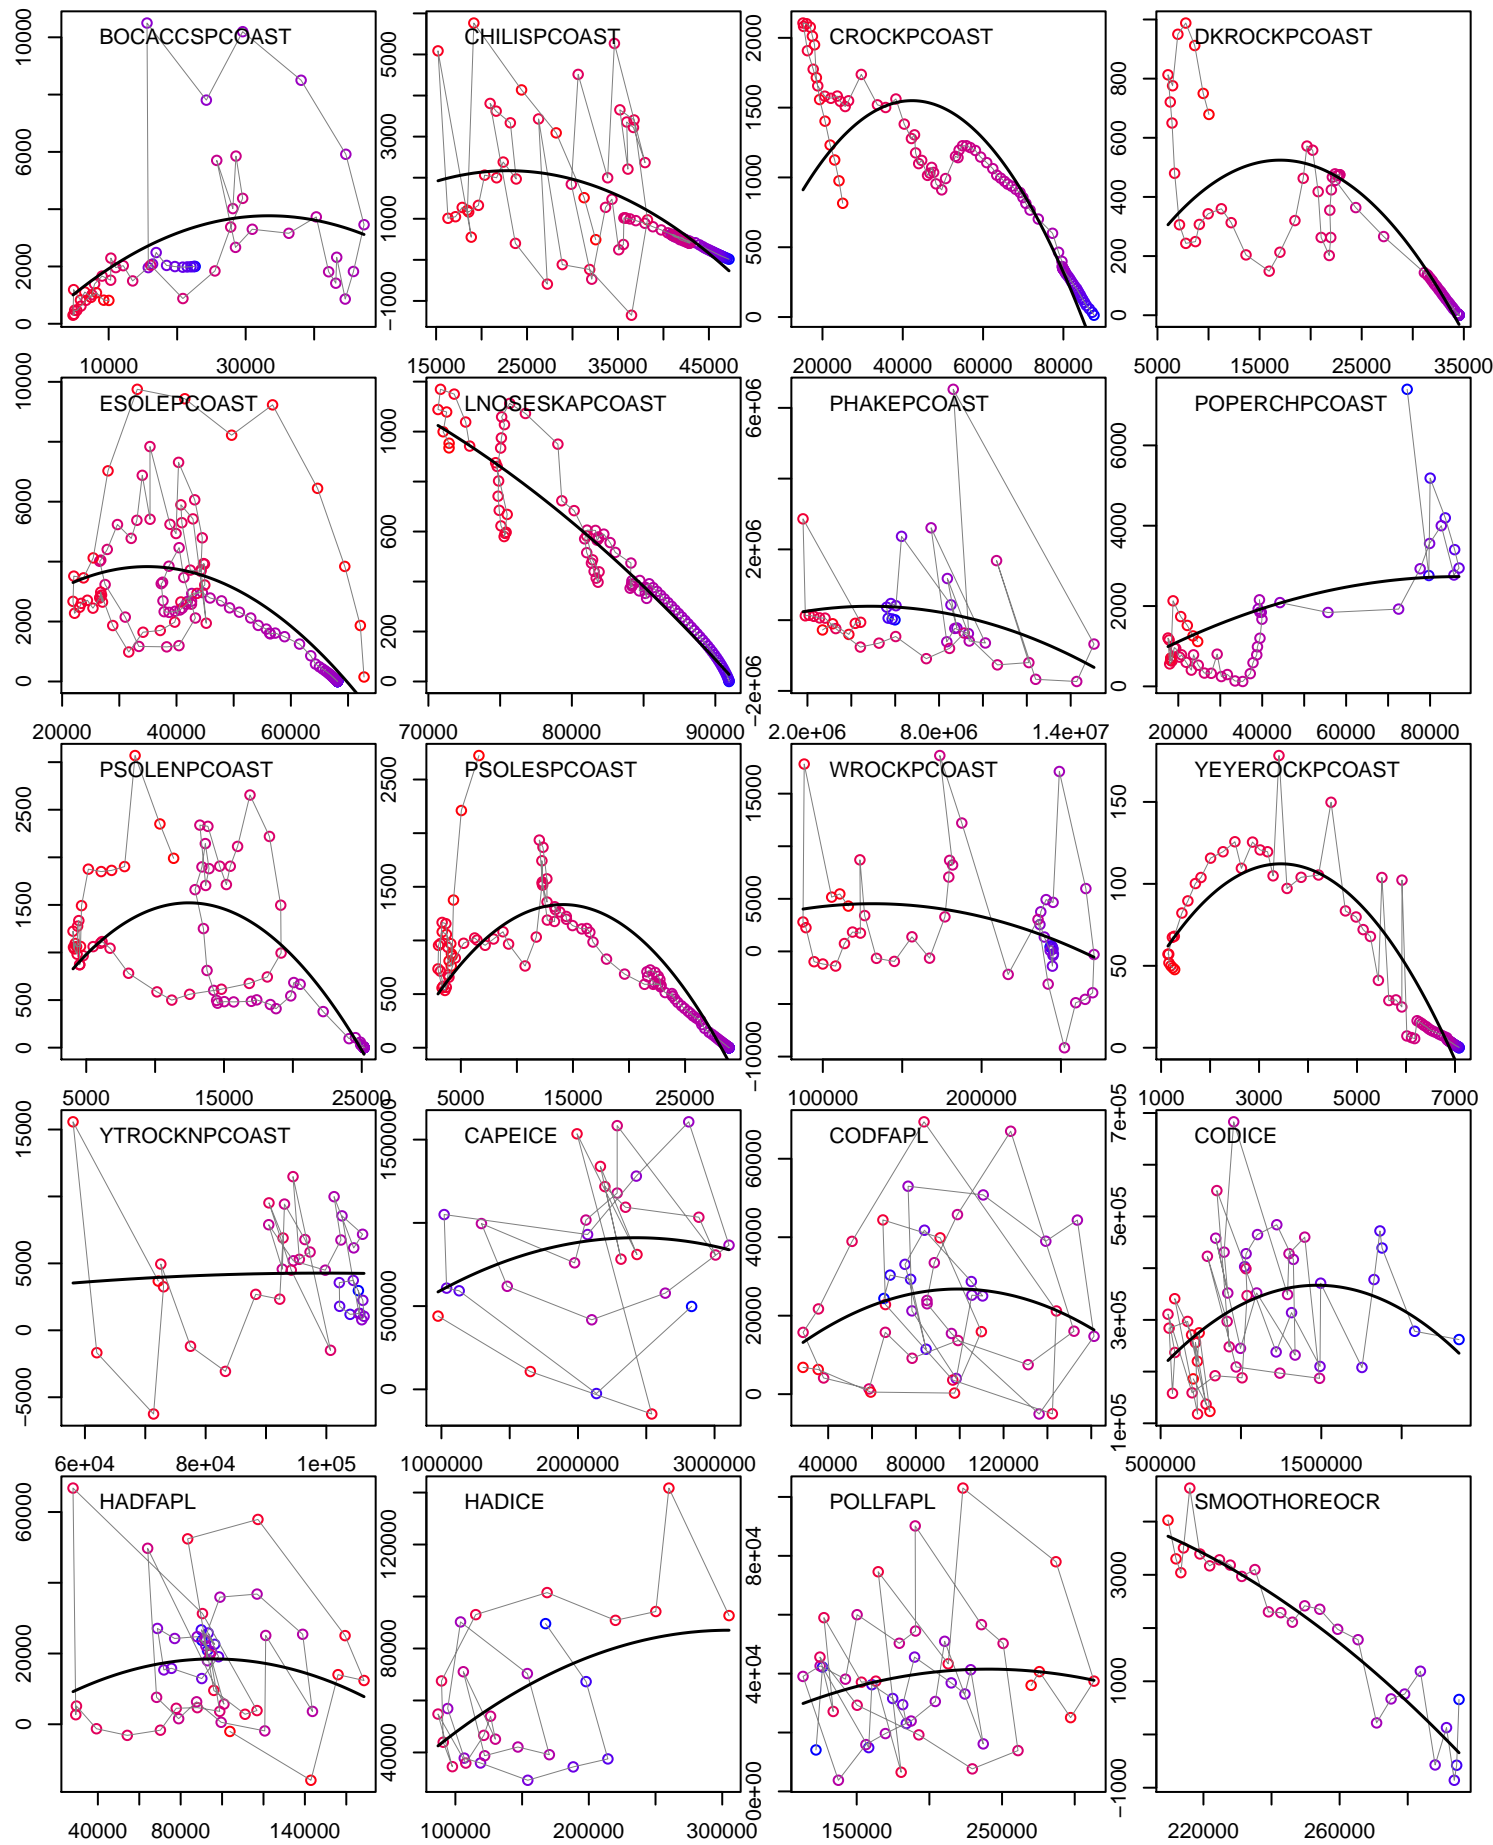 BOCACCSPCOAST CHILISPCOAST CROCKPCOAST DKROCKPCOAST
0 2000 6000 10000
−1000 1000 3000 5000
0 500 1000 1500 2000
0 200 400 600 800
10000 30000
15000 25000 35000 45000
20000 40000 60000 80000
5000 15000 25000 35000
ESOLEPCOAST LNOSESKAPCOAST PHAKEPCOAST POPERCHPCOAST
0 2000 6000 10000
0 200 600 1000
−2e+06 2e+06 6e+06
0 2000 4000 6000
20000 40000 60000
70000 80000 90000
2.0e+06 8.0e+06 1.4e+07
20000 40000 60000 80000
PSOLENPCOAST PSOLESPCOAST WROCKPCOAST YEYEROCKPCOAST
0 500 1500 2500
0 500 1500 2500
−10000 0 5000 15000
0 50 100 150
5000 15000 25000
5000 15000 25000
100000 200000
1000 3000 5000 7000
YTROCKNPCOAST CAPEICE CODFAPL CODICE
−5000 0 5000 15000
0 500000 1500000
0 20000 40000 60000
1e+05 3e+05 5e+05 7e+05
6e+04 8e+04 1e+05
1000000 2000000 3000000
40000 80000 120000
500000 1500000
HADFAPL HADICE POLLFAPL SMOOTHOREOCR
0 20000 60000
40000 80000 120000
0e+00 4e+04 8e+04
−1000 1000 3000
40000 80000 140000
100000 200000 300000
150000 250000
220000 260000